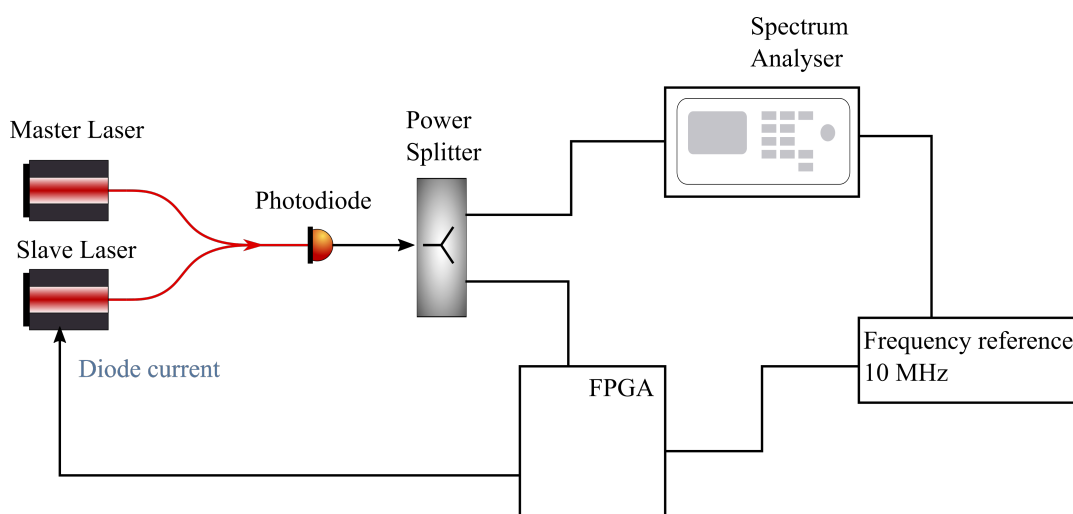 Spectrum
Analyser
Master Laser
Power
Splitter
Photodiode
Slave Laser
Diode current
FPGA
Frequency reference
10 MHz